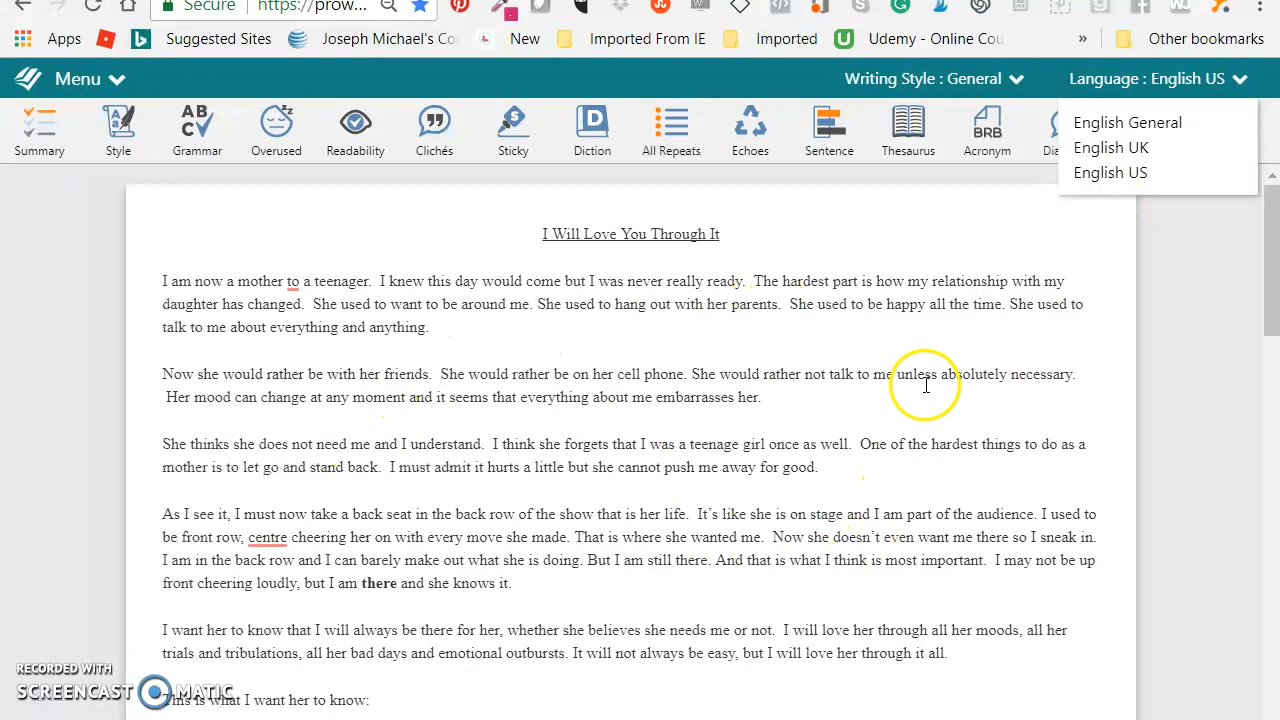 Secure https://prow...
Apps Suggested Sites Joseph Michael's Co New Imported From IE Imported Udemy - Online Cou » Other bookmarks
Menu Writing Style : General Language : English US
Summary Style Grammar Overused Readability Clichés Sticky Diction All Repeats Echoes Sentence Thesaurus Acronym
English General
English UK
English US
I Will Love You Through It
I am now a mother to a teenager. I knew this day would come but I was never really ready. The hardest part is how my relationship with my
daughter has changed. She used to want to be around me. She used to hang out with her parents. She used to be happy all the time. She used to
talk to me about everything and anything.
Now she would rather be with her friends. She would rather be on her cell phone. She would rather not talk to me unless absolutely necessary.
Her mood can change at any moment and it seems that everything about me embarrasses her.
She thinks she does not need me and I understand. I think she forgets that I was a teenage girl once as well. One of the hardest things to do as a
mother is to let go and stand back. I must admit it hurts a little but she cannot push me away for good.
As I see it, I must now take a back seat in the back row of the show that is her life. It’s like she is on stage and I am part of the audience. I used to
be front row, centre cheering her on with every move she made. That is where she wanted me. Now she doesn’t even want me there so I sneak in.
I am in the back row and I can barely make out what she is doing. But I am still there. And that is what I think is most important. I may not be up
front cheering loudly, but I am there and she knows it.
I want her to know that I will always be there for her, whether she believes she needs me or not. I will love her through all her moods, all her
trials and tribulations, all her bad days and emotional outbursts. It will not always be easy, but I will love her through it all.
This is what I want her to know:
RECORDED WITH
SCREENCAST MATIC